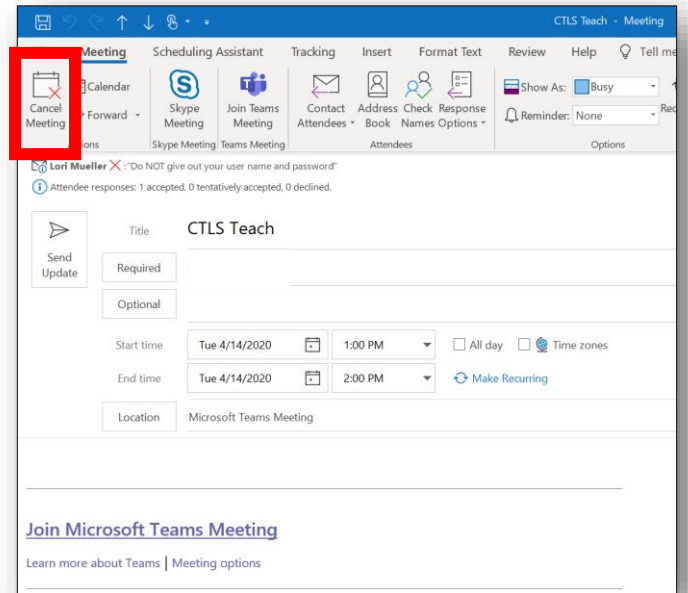 CTLS Teach - Meeting
Meeting Scheduling Assistant Tracking Insert Format Text Review Help Tell me
Cancel Meeting
Calendar
Forward
Skype Meeting
Join Teams Meeting
Contact Attendees
Address Book
Check Names
Response Options
Show As: Busy
Reminder: None
Skype Meeting Teams Meeting Attendees Options
Lori Mueller : "Do NOT give out your user name and password"
Attendee responses: 1 accepted, 0 tentatively accepted, 0 declined.
Send Update
Title CTLS Teach
Required
Optional
Start time Tue 4/14/2020 1:00 PM All day Time zones
End time Tue 4/14/2020 2:00 PM Make Recurring
Location Microsoft Teams Meeting
Join Microsoft Teams Meeting
Learn more about Teams | Meeting options